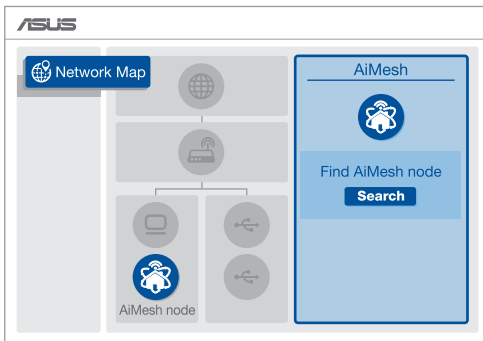 ASUS
Network Map
AiMesh
Find AiMesh node
Search
AiMesh node